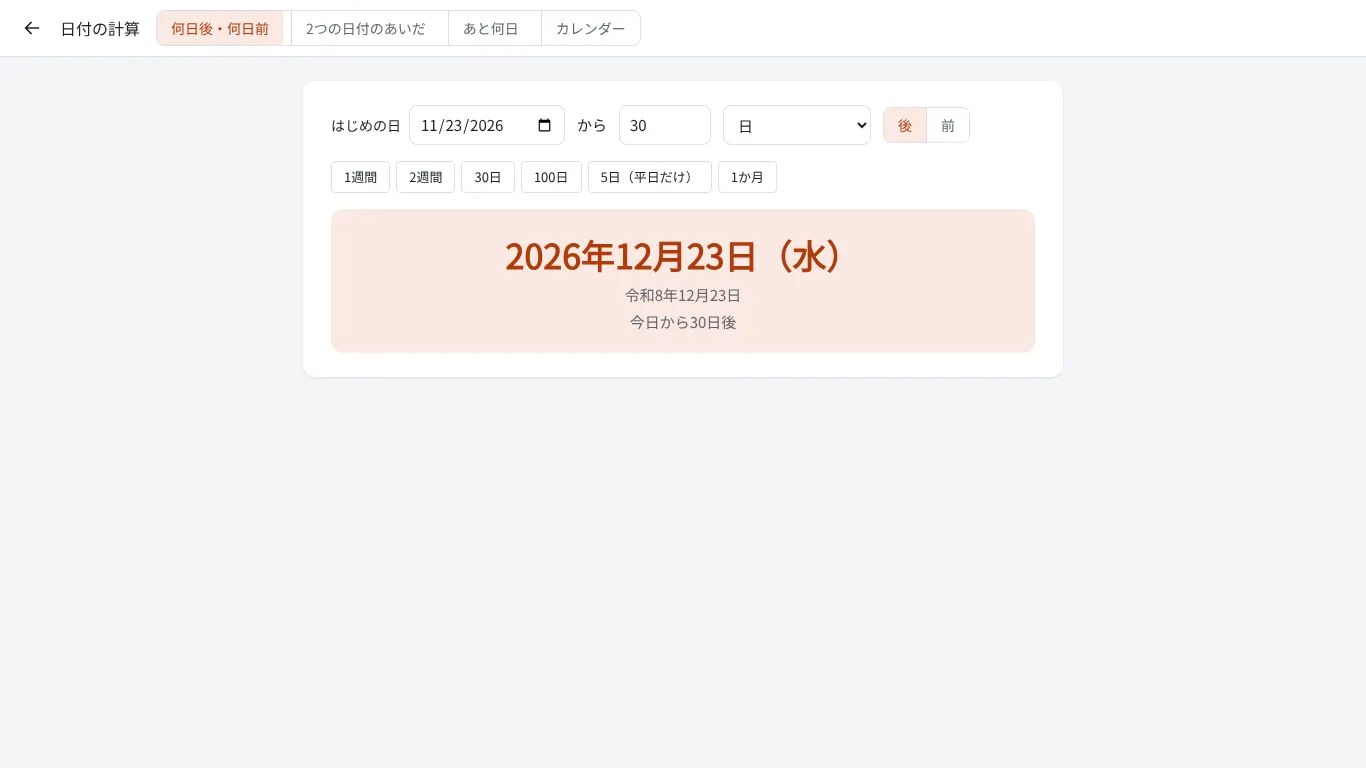 日付の計算 何日後・何日前 2つの日付のあいだ あと何日 カレンダー
はじめの日 11/23/2026 から 30 日 後 前
1週間 2週間 30日 100日 5日（平日だけ） 1か月
2026年12月23日（水）
令和8年12月23日
今日から30日後